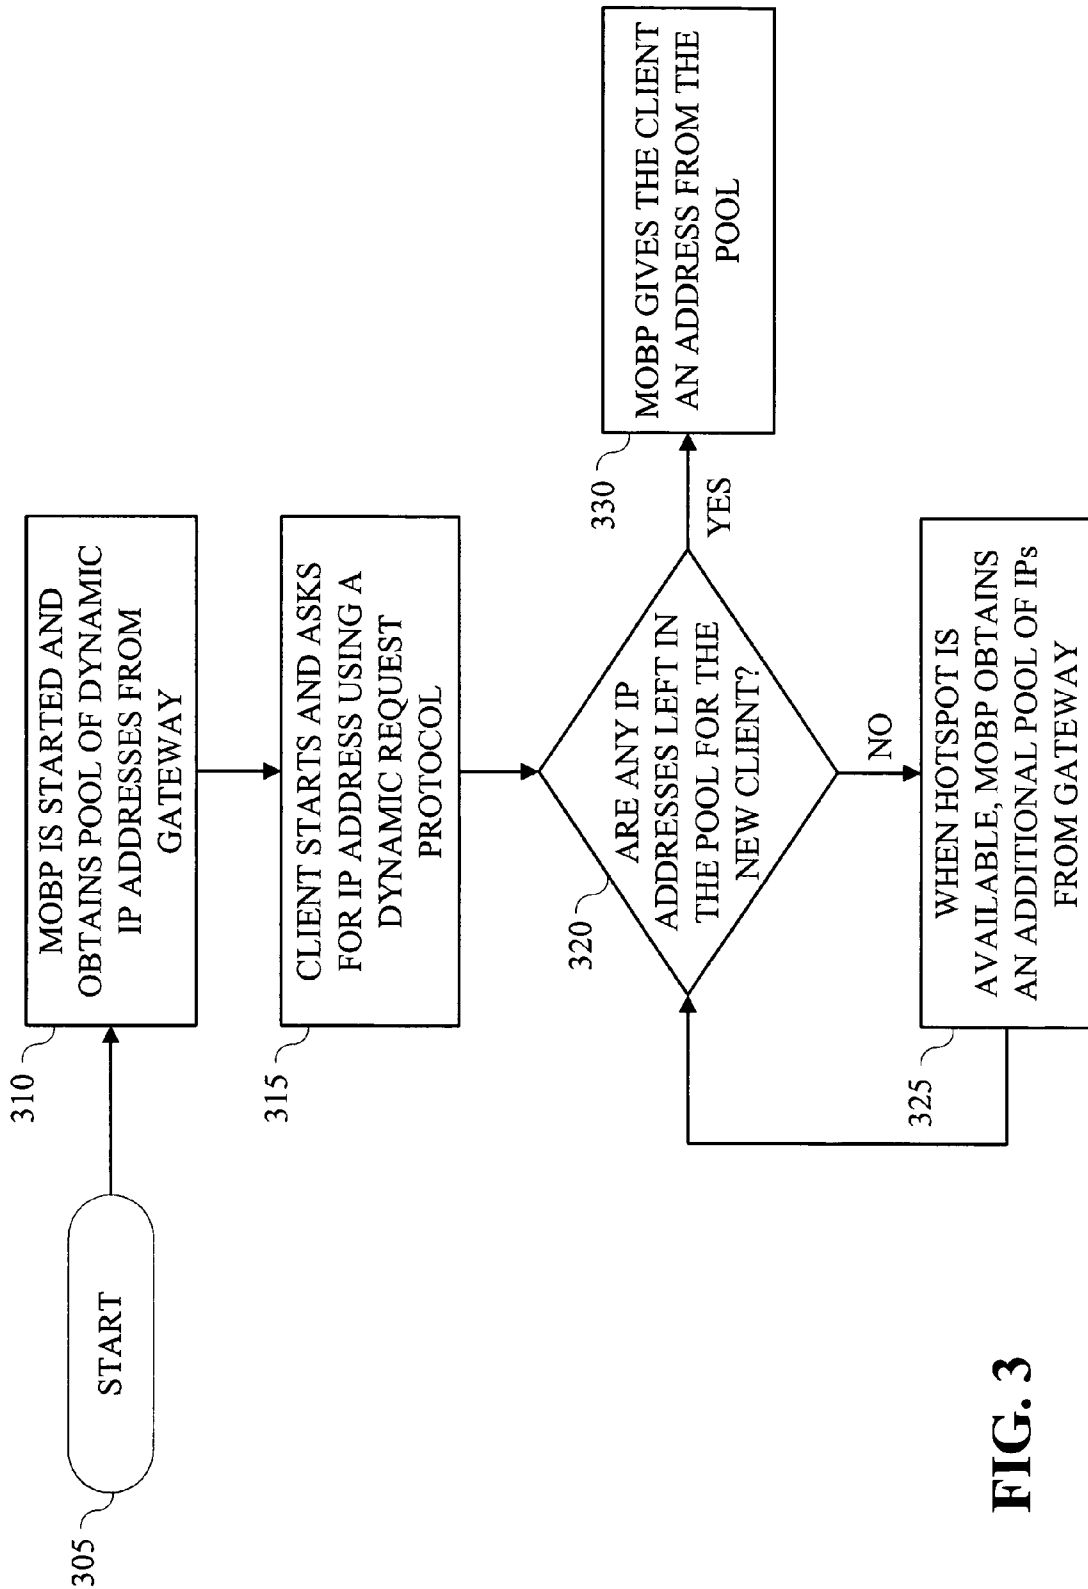 305
START
310
MOBP IS STARTED AND
OBTAINS POOL OF DYNAMIC
IP ADDRESSES FROM
GATEWAY
315
CLIENT STARTS AND ASKS
FOR IP ADDRESS USING A
DYNAMIC REQUEST
PROTOCOL
320
ARE ANY IP
ADDRESSES LEFT IN
THE POOL FOR THE
NEW CLIENT?
YES
330
MOBP GIVES THE CLIENT
AN ADDRESS FROM THE
POOL
NO
325
WHEN HOTSPOT IS
AVAILABLE, MOBP OBTAINS
AN ADDITIONAL POOL OF IPs
FROM GATEWAY
FIG. 3